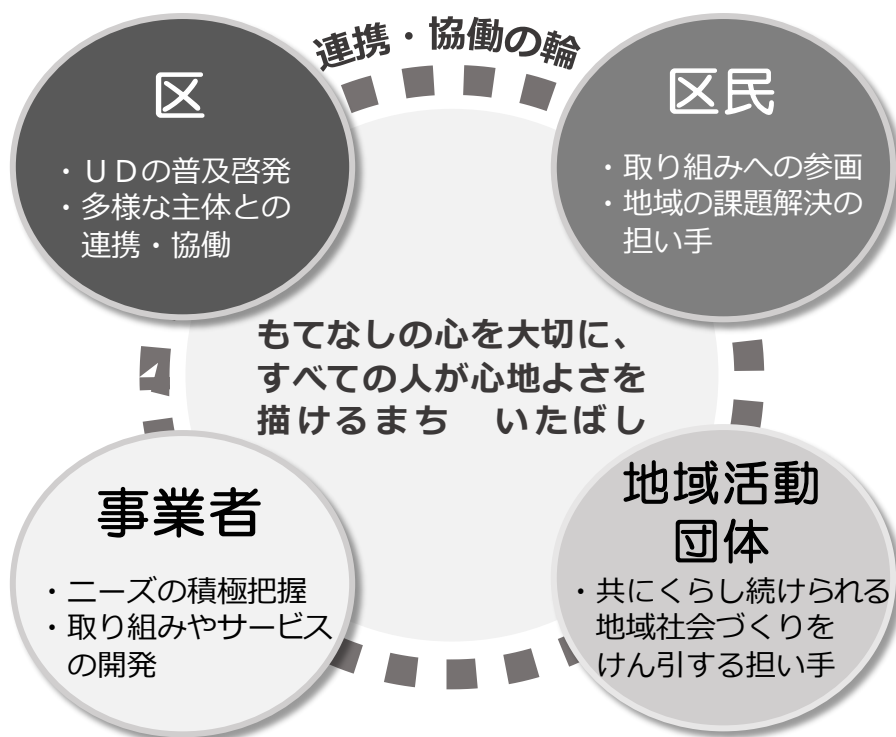 連携・協働の輪
区
・ＵＤの普及啓発
・多様な主体との
連携・協働
区民
・取り組みへの参画
・地域の課題解決の
担い手
もてなしの心を大切に、
すべての人が心地よさを
描けるまち　いたばし
事業者
・ニーズの積極把握
・取り組みやサービス
の開発
地域活動
団体
・共にくらし続けられる
地域社会づくりを
けん引する担い手